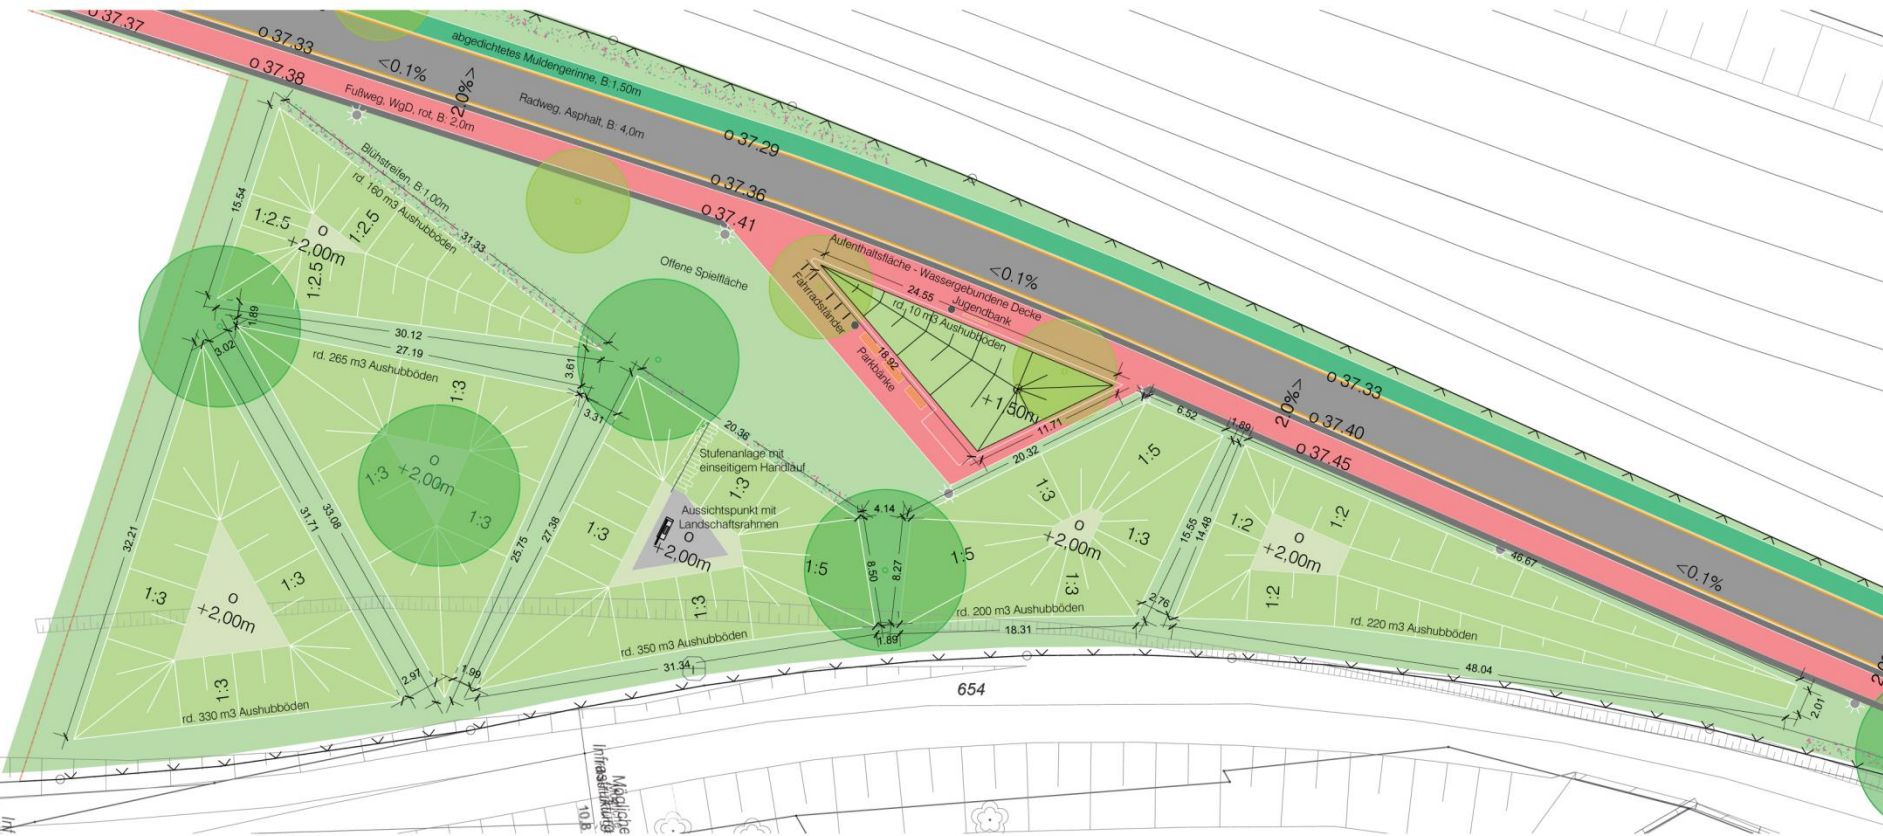 o 37.37
o 37.33
o 37.38
<0.1%
2.0%>
abgedichtetes Muldengerinne, B:1,50m
Radweg, Asphalt, B: 4,0m
Fußweg, WgD, rot, B: 2,0m
o 37.29
o 37.36
o 37.41
Blühstreifen, B:1,00m
rd. 160 m3 Aushubböden
31.33
15.54
1:2.5
1:2.5
1:2.5
o
+2,00m
Offene Spielfläche
Aufenthaltsfläche - Wassergebundene Decke
<0.1%
24.55
Jugendbank
rd. 10 m3 Aushubböden
Fahrradständer
18.92
Parkbänke
+1,50m
11.71
20.32
1.89
3.02
30.12
27.19
rd. 265 m3 Aushubböden
3.61
3.31
1:3
1:3
1:3
o
+2,00m
20.36
Stufenanlage mit
einseitigem Handlauf
1:3
Aussichtspunkt mit
Landschaftsrahmen
o
+2,00m
1:3
1:3
1:5
32.21
31.71
33.08
25.75
27.38
1:3
1:3
1:3
o
+2,00m
rd. 330 m3 Aushubböden
2.97
1.99
rd. 350 m3 Aushubböden
31.34
4.14
8.50
8.27
1.89
1:5
1:3
1:5
1:3
1:3
o
+2,00m
rd. 200 m3 Aushubböden
18.31
6.52
1.89
15.55
14.48
2.76
2.0%>
o 37.33
o 37.40
o 37.45
1:2
1:2
1:2
o
+2,00m
rd. 220 m3 Aushubböden
46.67
<0.1%
48.04
2.01
654
Mögliche
10.B